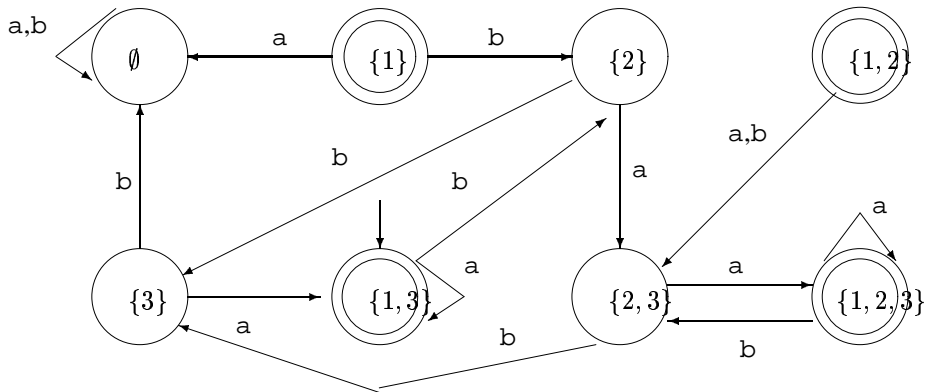 a,b
∅
a
{1}
b
{2}
{1, 2}
a,b
b
b
b
a
a
{3}
{1, 3}
a
{2, 3}
a
{1, 2, 3}
a
b
b